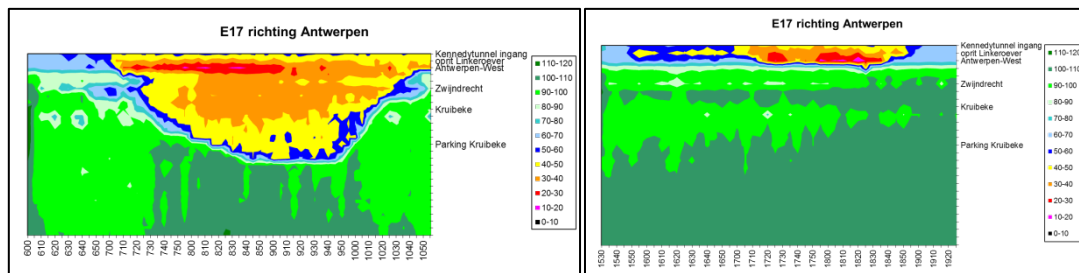 E17 richting Antwerpen
Kennedytunnel ingang
oprit Linkeroever
Antwerpen-West
Zwijndrecht
Kruibeke
Parking Kruibeke
110-120
100-110
90-100
80-90
70-80
60-70
50-60
40-50
30-40
20-30
10-20
0-10
600 610 620 630 640 650 700 710 720 730 740 750 800 810 820 830 840 850 900 910 920 930 940 950 1000 1010 1020 1030 1040 1050
E17 richting Antwerpen
Kennedytunnel ingang
oprit Linkeroever
Antwerpen-West
Zwijndrecht
Kruibeke
Parking Kruibeke
110-120
100-110
90-100
80-90
70-80
60-70
50-60
40-50
30-40
20-30
10-20
0-10
1530 1540 1550 1600 1610 1620 1630 1640 1650 1700 1710 1720 1730 1740 1750 1800 1810 1820 1830 1840 1850 1900 1910 1920